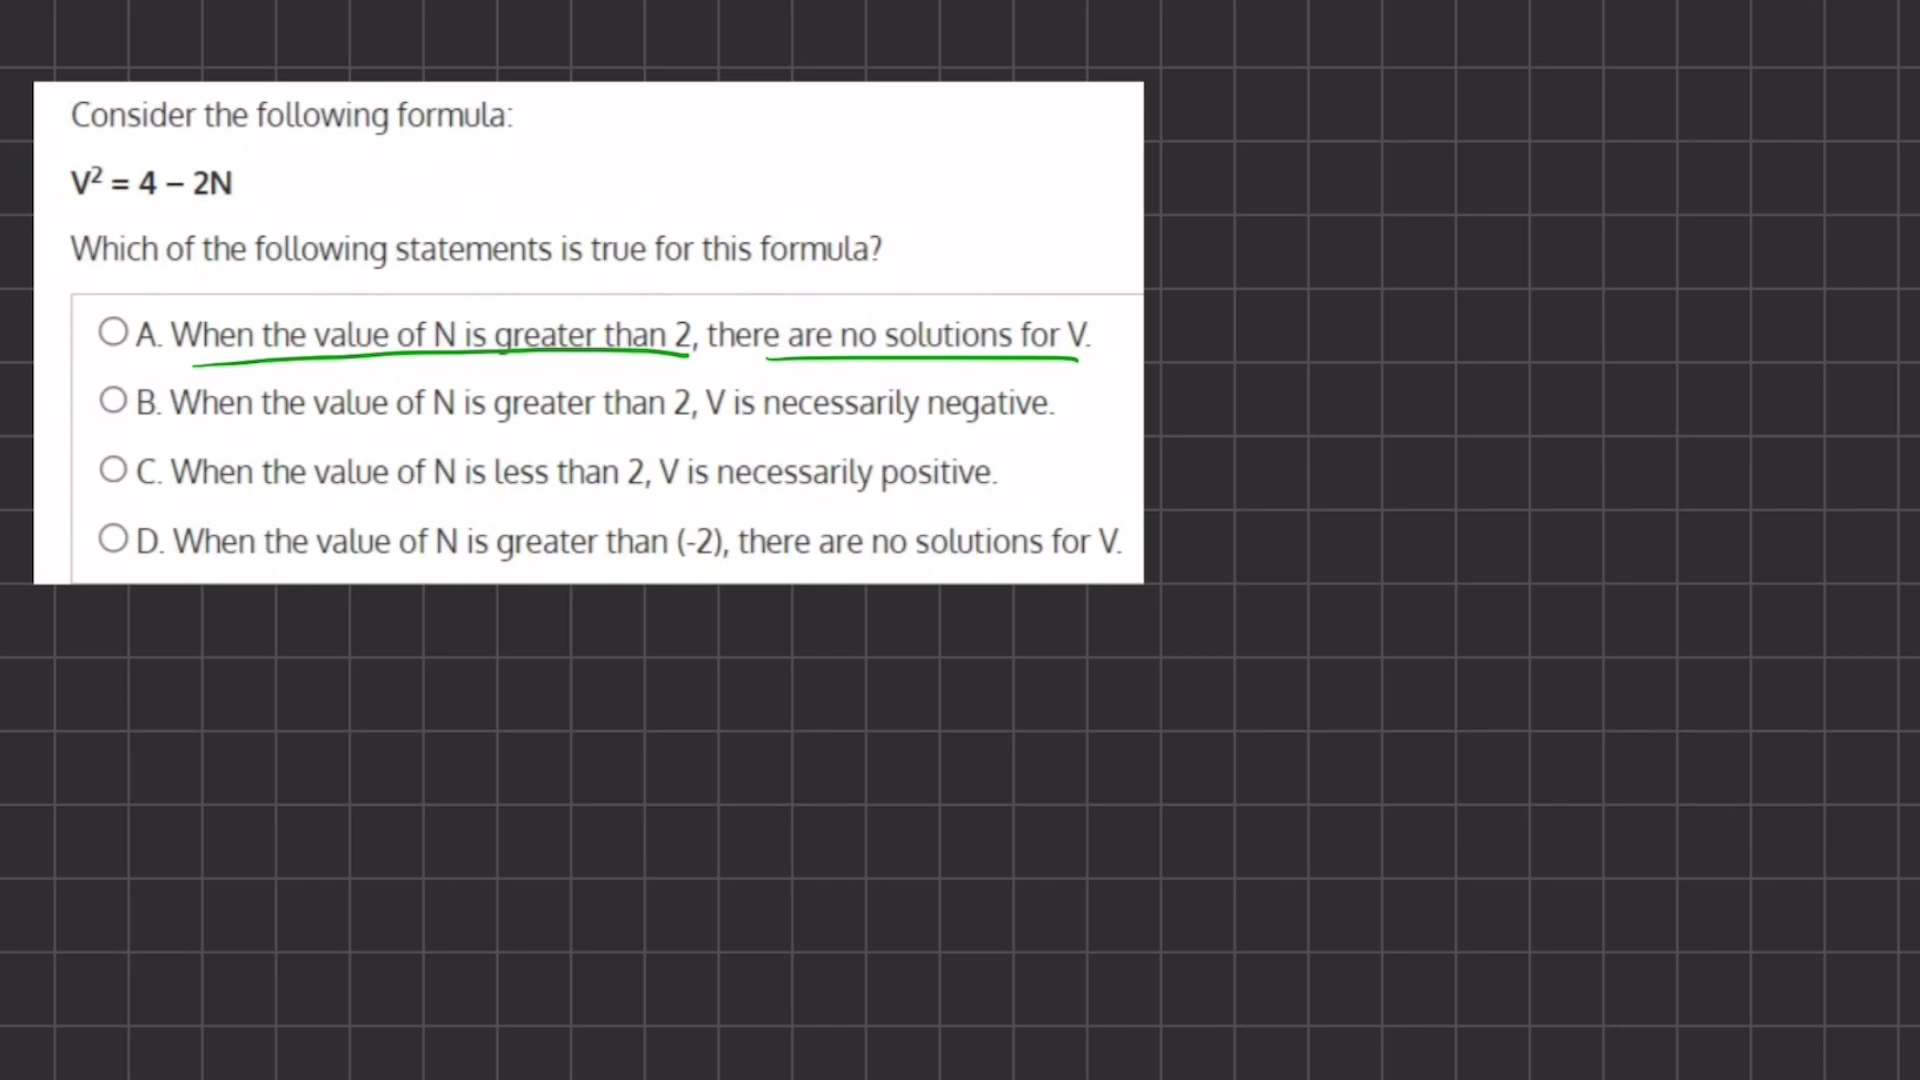 Consider the following formula:
V² = 4 – 2N
Which of the following statements is true for this formula?
A. When the value of N is greater than 2, there are no solutions for V.
B. When the value of N is greater than 2, V is necessarily negative.
C. When the value of N is less than 2, V is necessarily positive.
D. When the value of N is greater than (-2), there are no solutions for V.